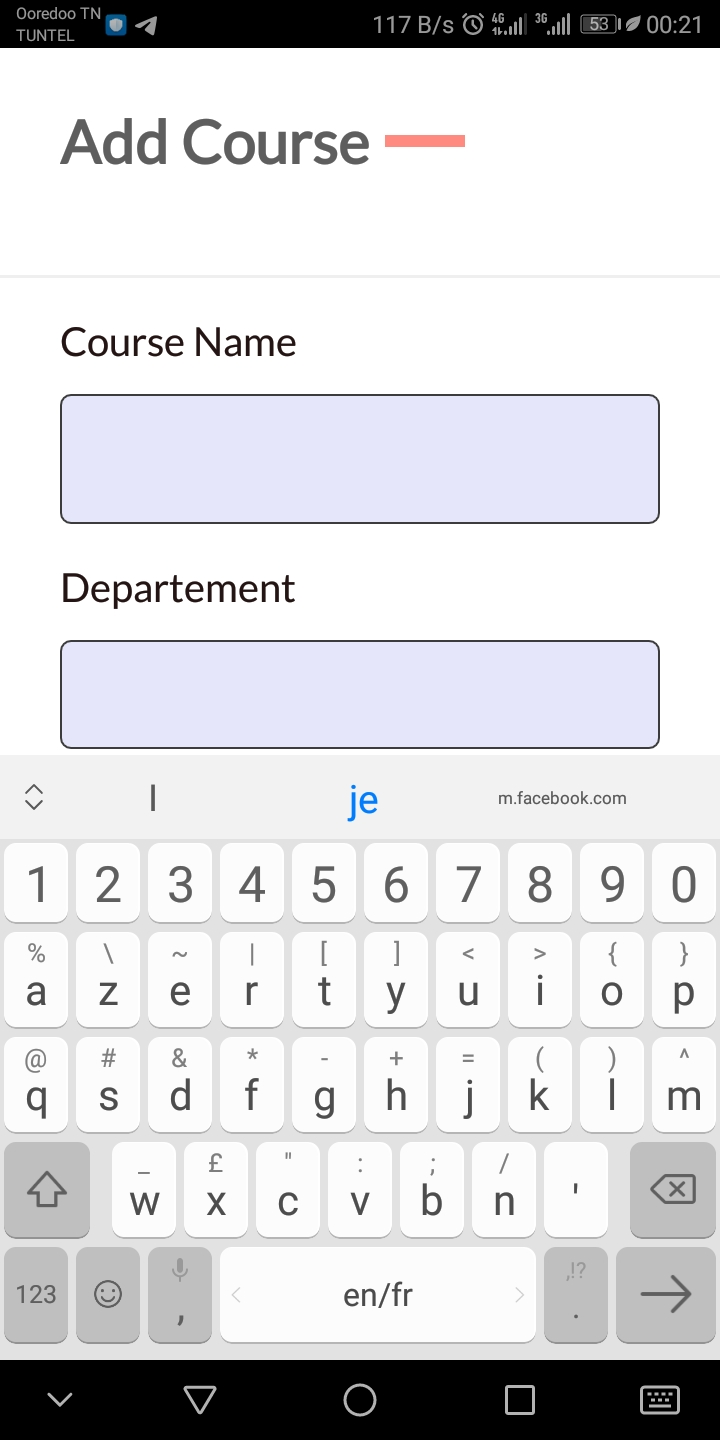 Ooredoo TN
TUNTEL
117 B/s 4G 3G 53 00:21
Add Course
Course Name
Departement
I je m.facebook.com
1 2 3 4 5 6 7 8 9 0
% \ ~ | [ ] < > { }
a z e r t y u i o p
@ # & * - + = ( ) ^
q s d f g h j k l m
_ £ " : ; /
w x c v b n '
,!?
123 , en/fr .